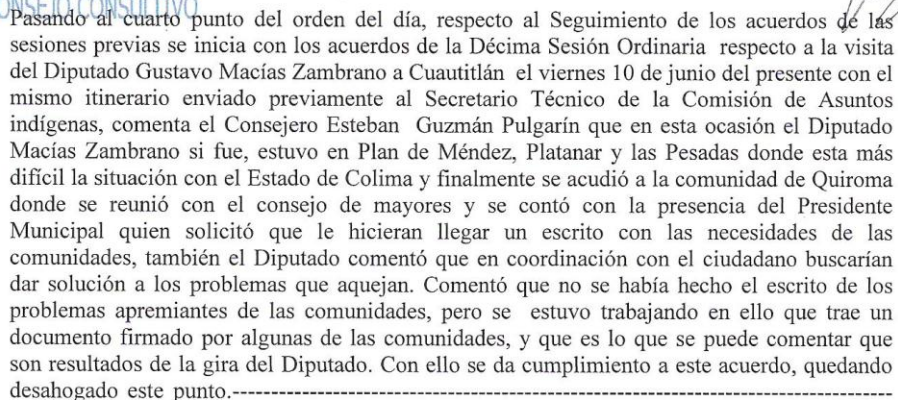 CONSEJO CONSULTIVO
Pasando al cuarto punto del orden del día, respecto al Seguimiento de los acuerdos de las
sesiones previas se inicia con los acuerdos de la Décima Sesión Ordinaria respecto a la visita
del Diputado Gustavo Macías Zambrano a Cuautitlán el viernes 10 de junio del presente con el
mismo itinerario enviado previamente al Secretario Técnico de la Comisión de Asuntos
indígenas, comenta el Consejero Esteban Guzmán Pulgarín que en esta ocasión el Diputado
Macías Zambrano si fue, estuvo en Plan de Méndez, Platanar y las Pesadas donde esta más
difícil la situación con el Estado de Colima y finalmente se acudió a la comunidad de Quiroma
donde se reunió con el consejo de mayores y se contó con la presencia del Presidente
Municipal quien solicitó que le hicieran llegar un escrito con las necesidades de las
comunidades, también el Diputado comentó que en coordinación con el ciudadano buscarían
dar solución a los problemas que aquejan. Comentó que no se había hecho el escrito de los
problemas apremiantes de las comunidades, pero se estuvo trabajando en ello que trae un
documento firmado por algunas de las comunidades, y que es lo que se puede comentar que
son resultados de la gira del Diputado. Con ello se da cumplimiento a este acuerdo, quedando
desahogado este punto.------------------------------------------------------------------------------------